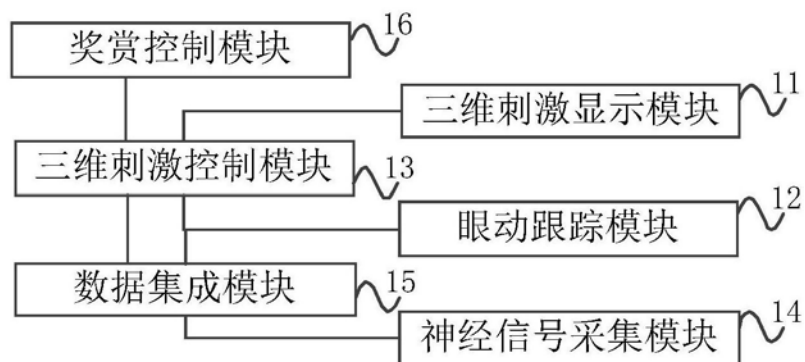 奖赏控制模块 16
三维刺激显示模块 11
三维刺激控制模块 13
眼动跟踪模块 12
数据集成模块 15
神经信号采集模块 14